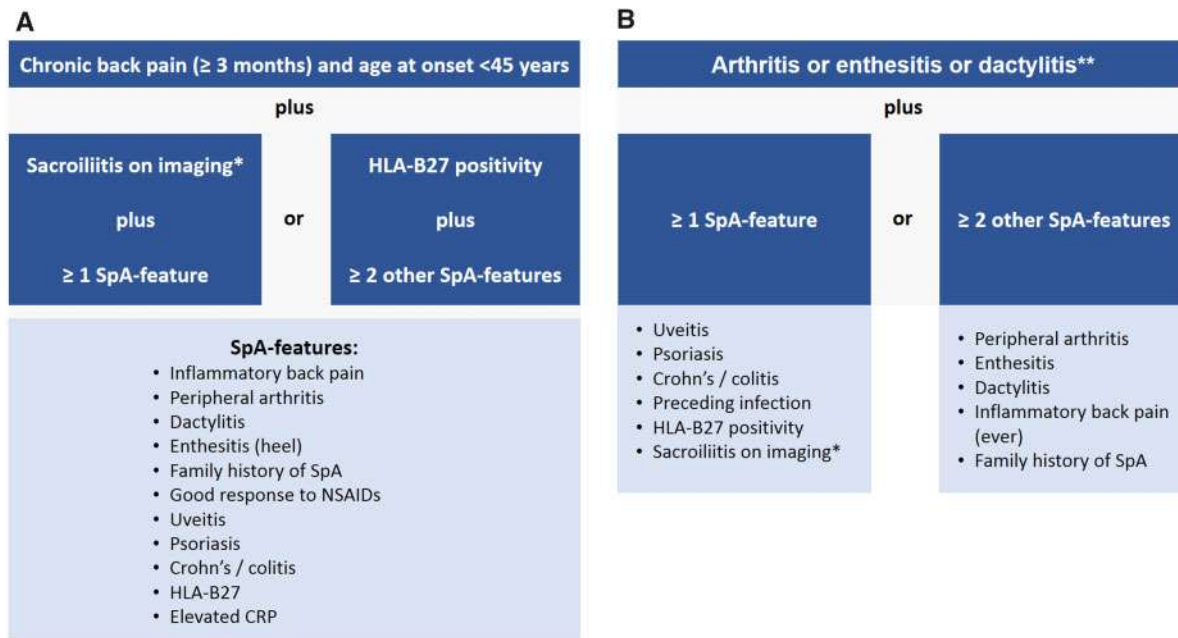 A
Chronic back pain (≥ 3 months) and age at onset <45 years
plus
Sacroiliitis on imaging*
plus
≥ 1 SpA-feature
or
HLA-B27 positivity
plus
≥ 2 other SpA-features
SpA-features:
• Inflammatory back pain
• Peripheral arthritis
• Dactylitis
• Enthesitis (heel)
• Family history of SpA
• Good response to NSAIDs
• Uveitis
• Psoriasis
• Crohn's / colitis
• HLA-B27
• Elevated CRP
B
Arthritis or enthesitis or dactylitis**
plus
≥ 1 SpA-feature
or
≥ 2 other SpA-features
• Uveitis
• Psoriasis
• Crohn's / colitis
• Preceding infection
• HLA-B27 positivity
• Sacroiliitis on imaging*
• Peripheral arthritis
• Enthesitis
• Dactylitis
• Inflammatory back pain
(ever)
• Family history of SpA